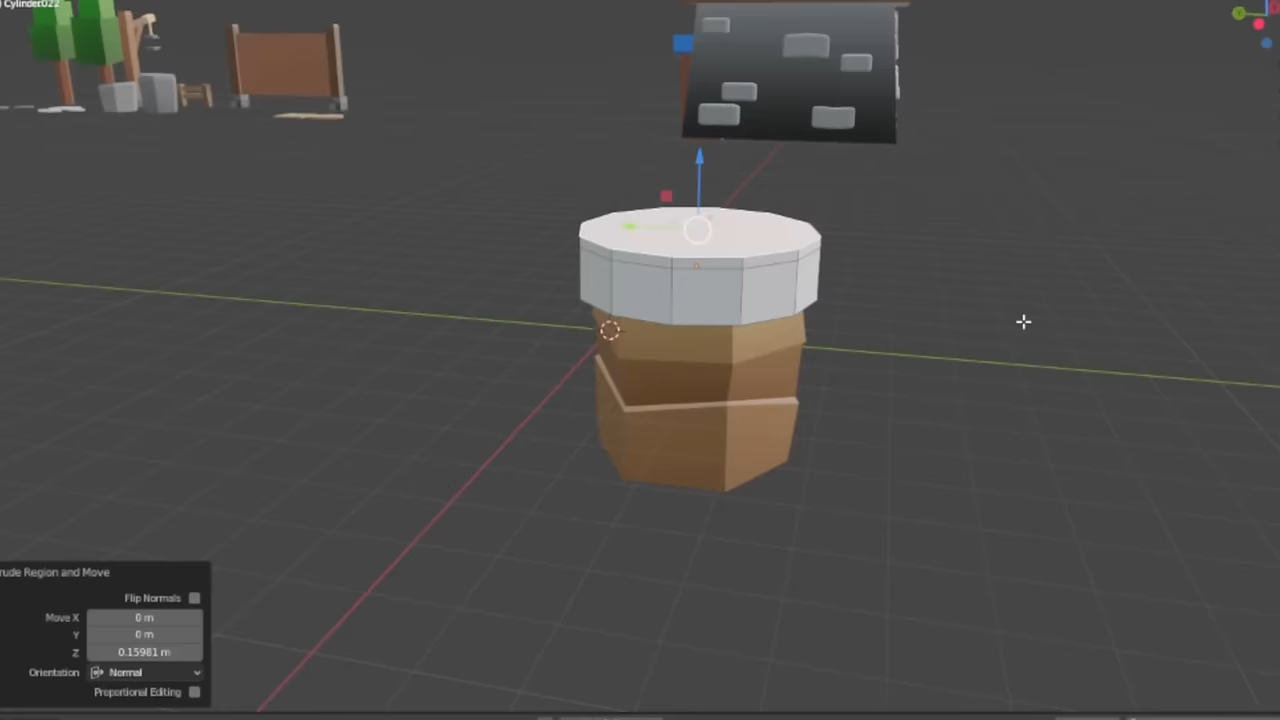 Cylinder022
rude Region and Move
Flip Normals
Move X 0 m
Y 0 m
Z 0.15981 m
Orientation Normal
Proportional Editing